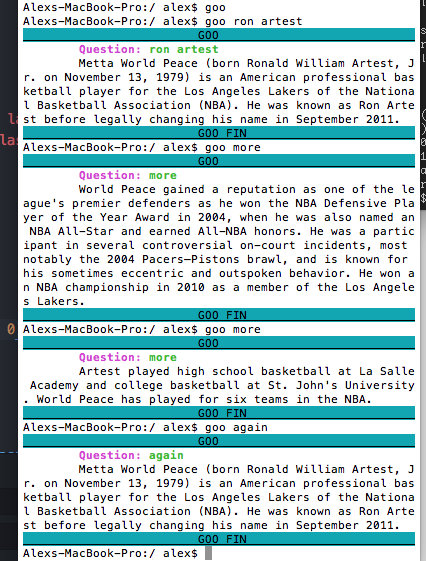 Alexs-MacBook-Pro:/ alex$ goo
Alexs-MacBook-Pro:/ alex$ goo ron artest
GOO
Question: ron artest
Metta World Peace (born Ronald William Artest, J
r. on November 13, 1979) is an American professional bas
ketball player for the Los Angeles Lakers of the Nationa
l Basketball Association (NBA). He was known as Ron Arte
st before legally changing his name in September 2011.
GOO FIN
Alexs-MacBook-Pro:/ alex$ goo more
GOO
Question: more
World Peace gained a reputation as one of the le
ague's premier defenders as he won the NBA Defensive Pla
yer of the Year Award in 2004, when he was also named an
NBA All-Star and earned All-NBA honors. He was a partic
ipant in several controversial on-court incidents, most
notably the 2004 Pacers–Pistons brawl, and is known for
his sometimes eccentric and outspoken behavior. He won a
n NBA championship in 2010 as a member of the Los Angele
s Lakers.
GOO FIN
Alexs-MacBook-Pro:/ alex$ goo more
GOO
Question: more
Artest played high school basketball at La Salle
Academy and college basketball at St. John's University
. World Peace has played for six teams in the NBA.
GOO FIN
Alexs-MacBook-Pro:/ alex$ goo again
GOO
Question: again
Metta World Peace (born Ronald William Artest, J
r. on November 13, 1979) is an American professional bas
ketball player for the Los Angeles Lakers of the Nationa
l Basketball Association (NBA). He was known as Ron Arte
st before legally changing his name in September 2011.
GOO FIN
Alexs-MacBook-Pro:/ alex$